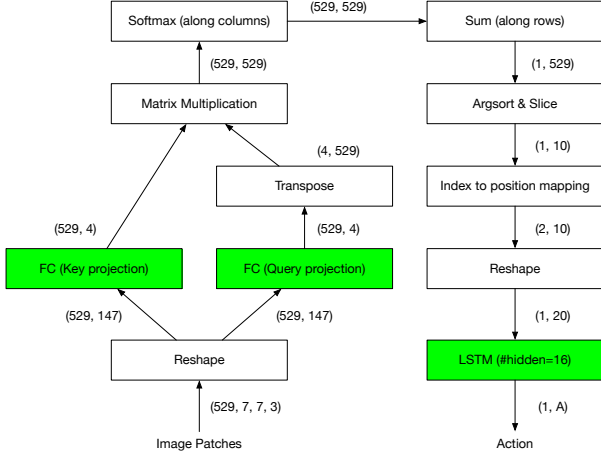 Softmax (along columns)
(529, 529)
Sum (along rows)
(529, 529)
(1, 529)
Matrix Multiplication
Argsort & Slice
(4, 529)
(1, 10)
Transpose
Index to position mapping
(529, 4)
(529, 4)
(2, 10)
FC (Key projection)
FC (Query projection)
Reshape
(529, 147)
(529, 147)
(1, 20)
Reshape
LSTM (#hidden=16)
(529, 7, 7, 3)
(1, A)
Image Patches
Action